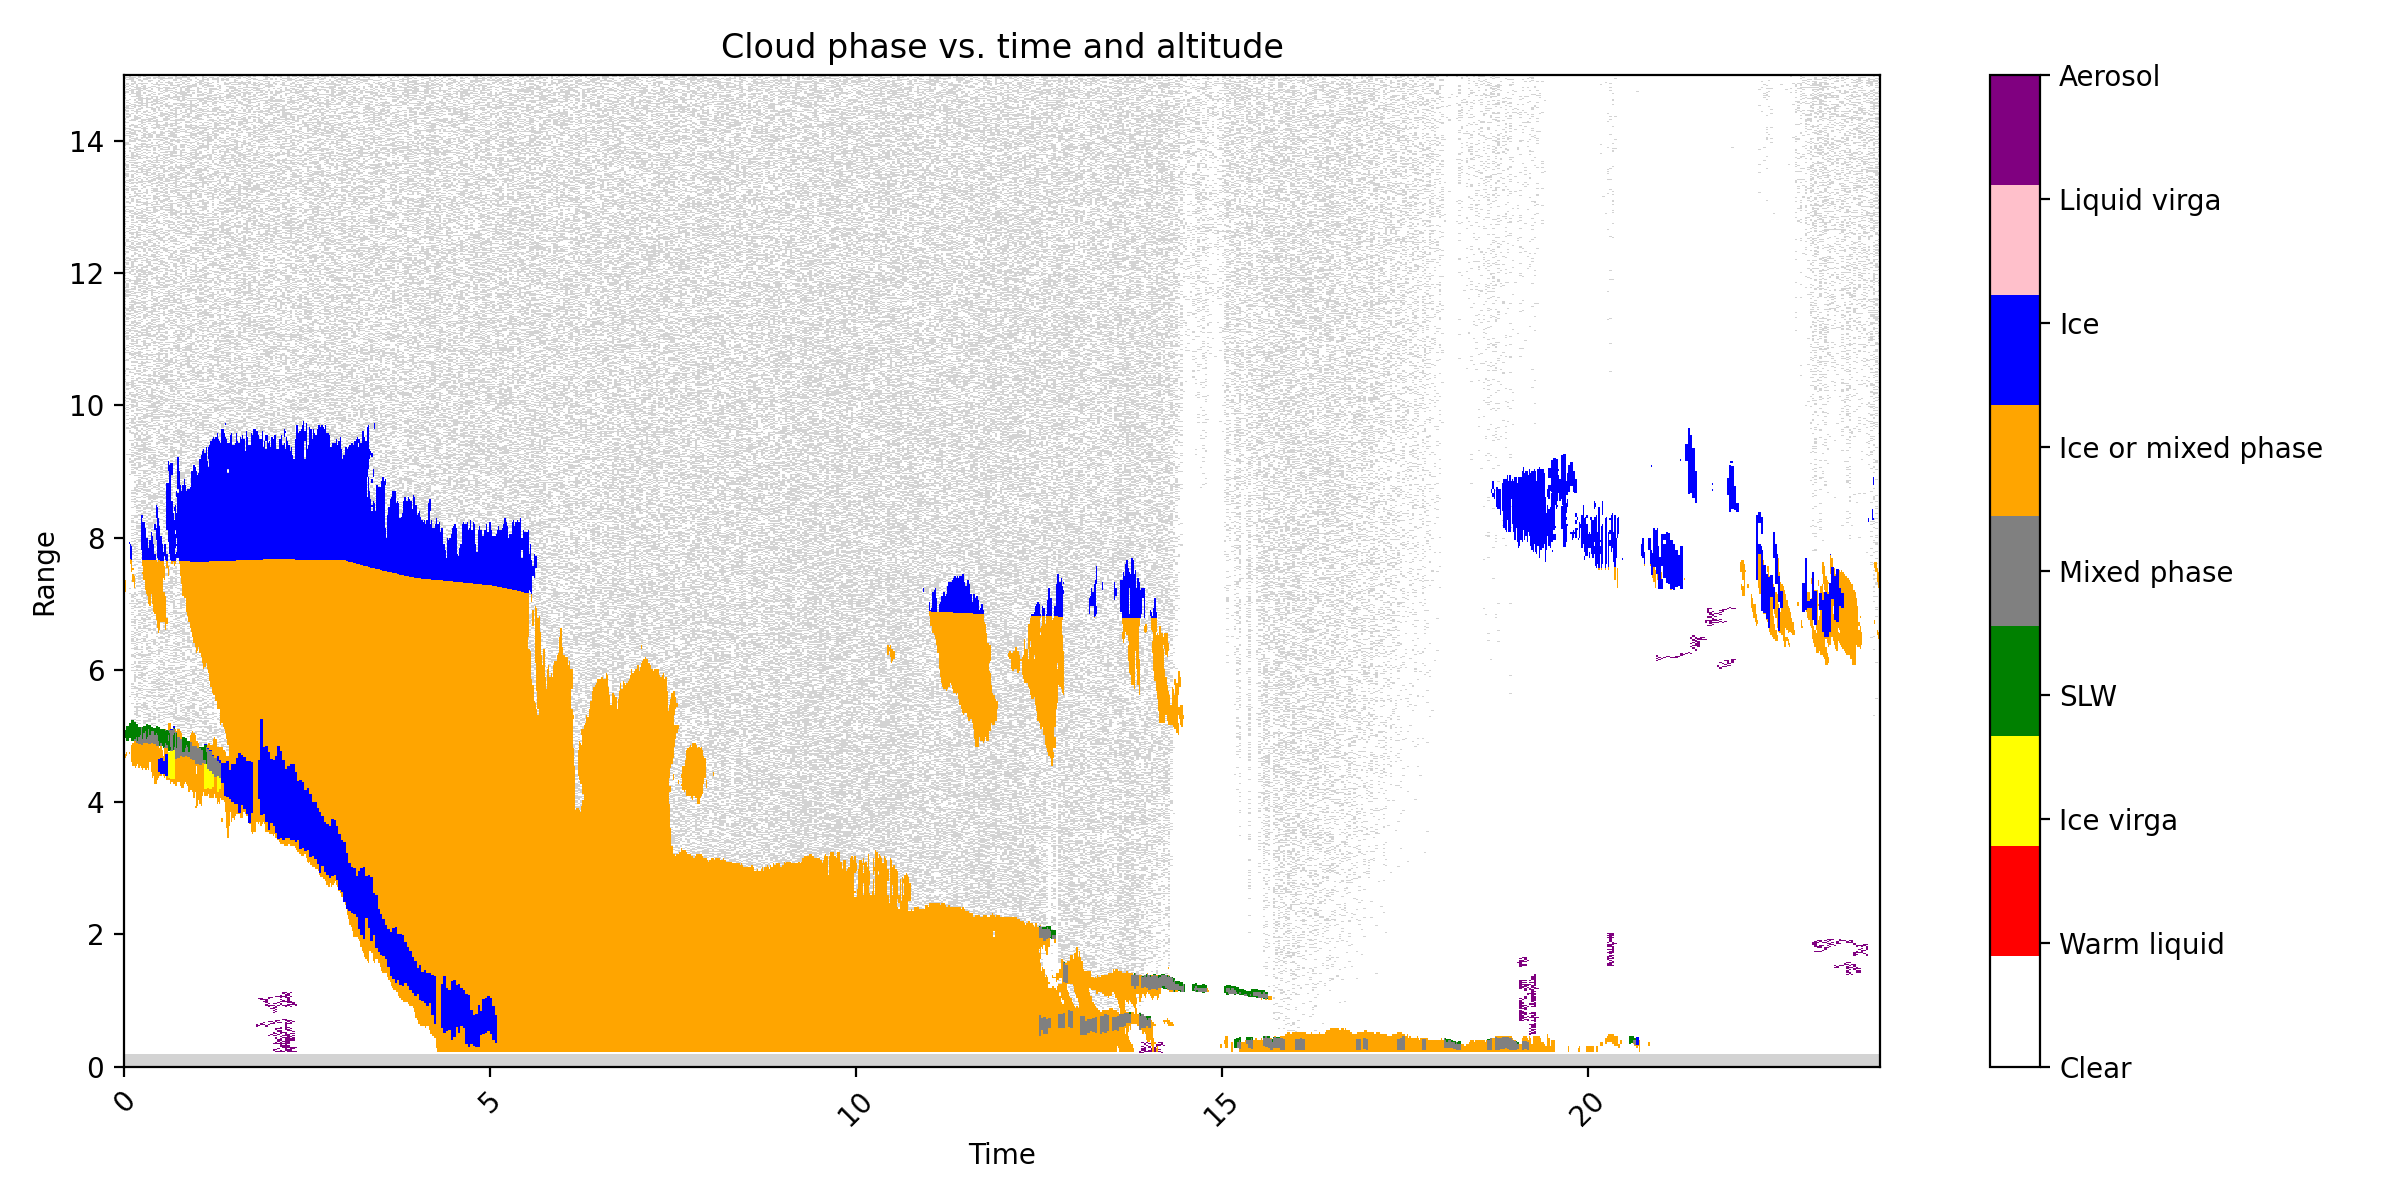 Cloud phase vs. time and altitude
Range
14
12
10
8
6
4
2
0
0
5
10
15
20
Time
Aerosol
Liquid virga
Ice
Ice or mixed phase
Mixed phase
SLW
Ice virga
Warm liquid
Clear